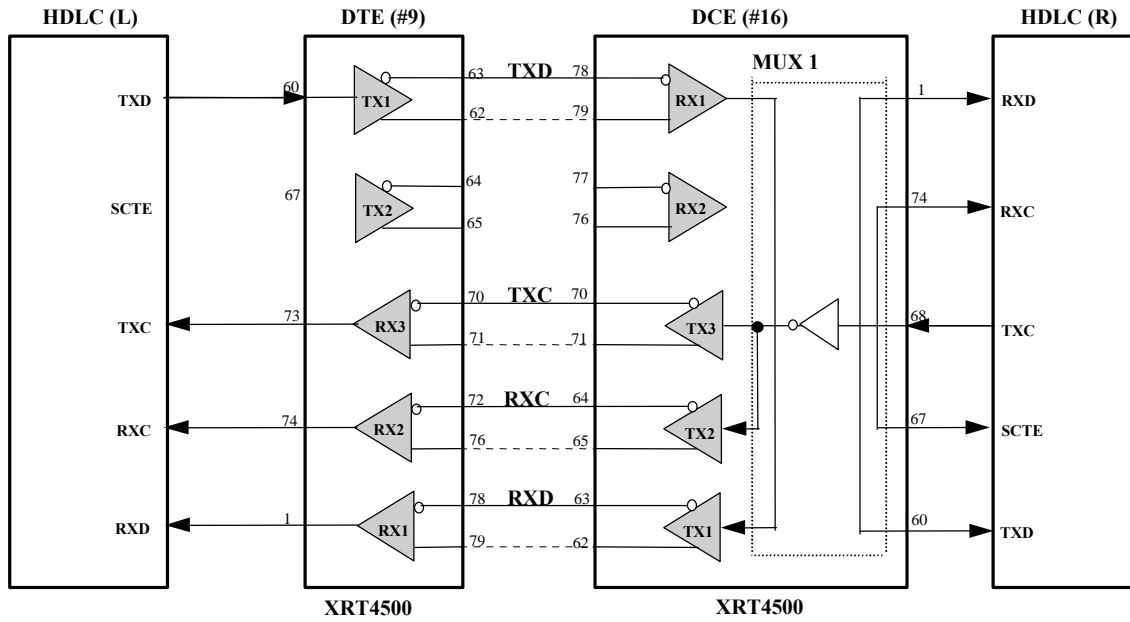 HDLC (L) DTE (#9) DCE (#16) HDLC (R)
MUX 1
TXD 60 TX1 63 TXD 78 RX1 1 RXD
62 79
SCTE 67 TX2 64 77 RX2 74 RXC
65 76
TXC 73 RX3 70 TXC 70 TX3 68 TXC
71 71
RXC 74 RX2 72 RXC 64 TX2 67 SCTE
76 65
RXD 1 RX1 78 RXD 63 TX1 60 TXD
79 62
XRT4500 XRT4500